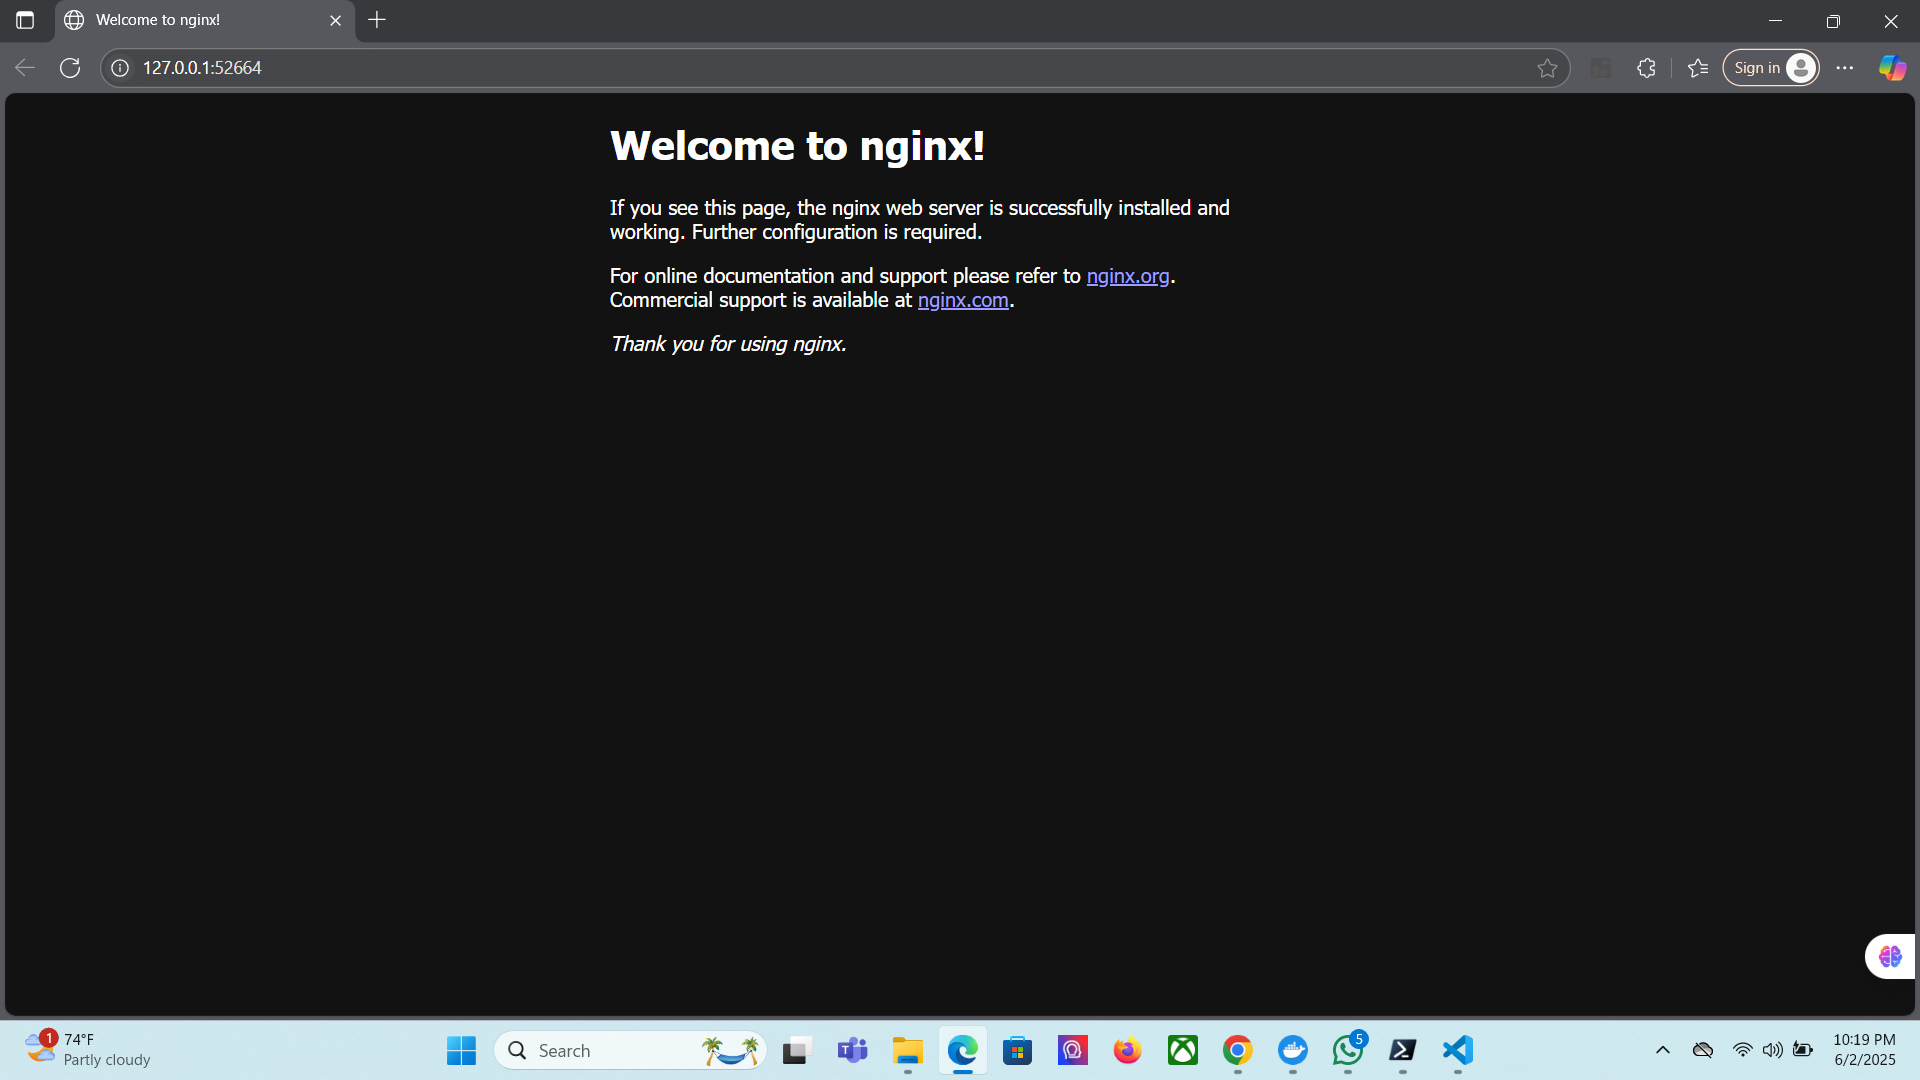 Welcome to nginx!
127.0.0.1:52664
Sign in
Welcome to nginx!
If you see this page, the nginx web server is successfully installed and
working. Further configuration is required.
For online documentation and support please refer to nginx.org.
Commercial support is available at nginx.com.
Thank you for using nginx.
1
74°F
Partly cloudy
Search
T
5
10:19 PM
6/2/2025